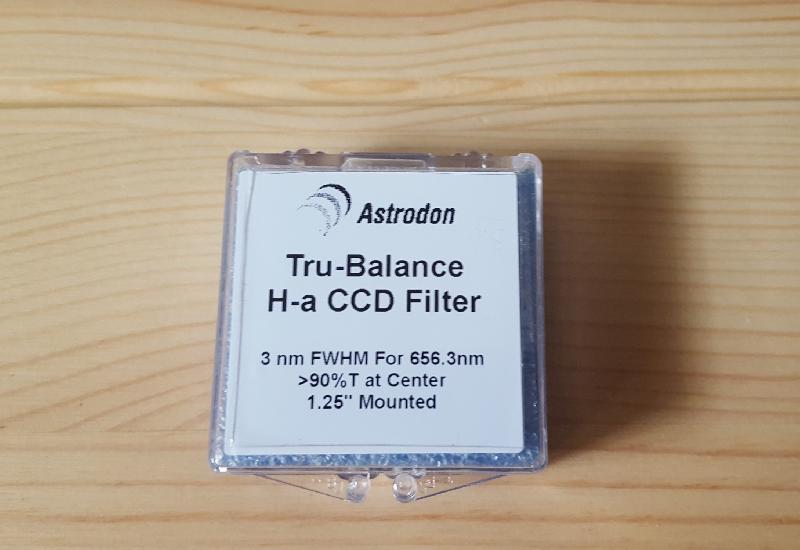 Astrodon
Tru-Balance
H-a CCD Filter
3 nm FWHM For 656.3nm
>90%T at Center
1.25" Mounted